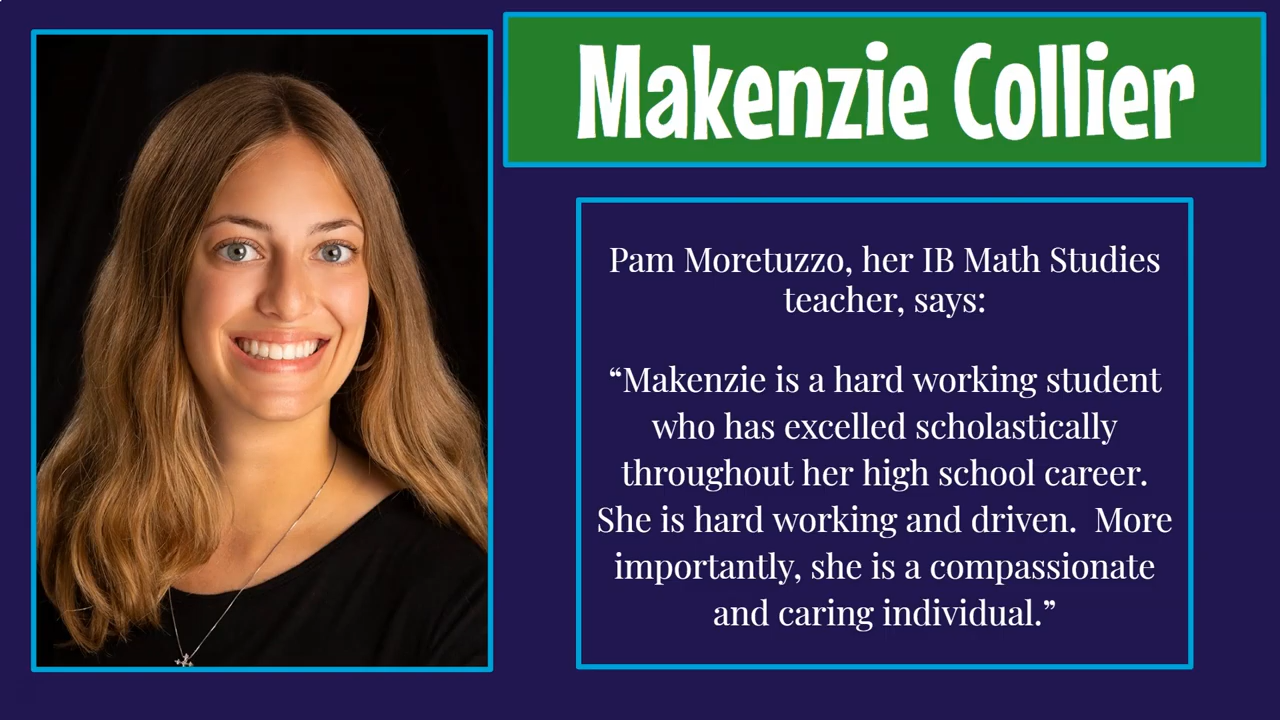 Makenzie Collier
Pam Moretuzzo, her IB Math Studies
teacher, says:
“Makenzie is a hard working student
who has excelled scholastically
throughout her high school career.
She is hard working and driven.  More
importantly, she is a compassionate
and caring individual.”